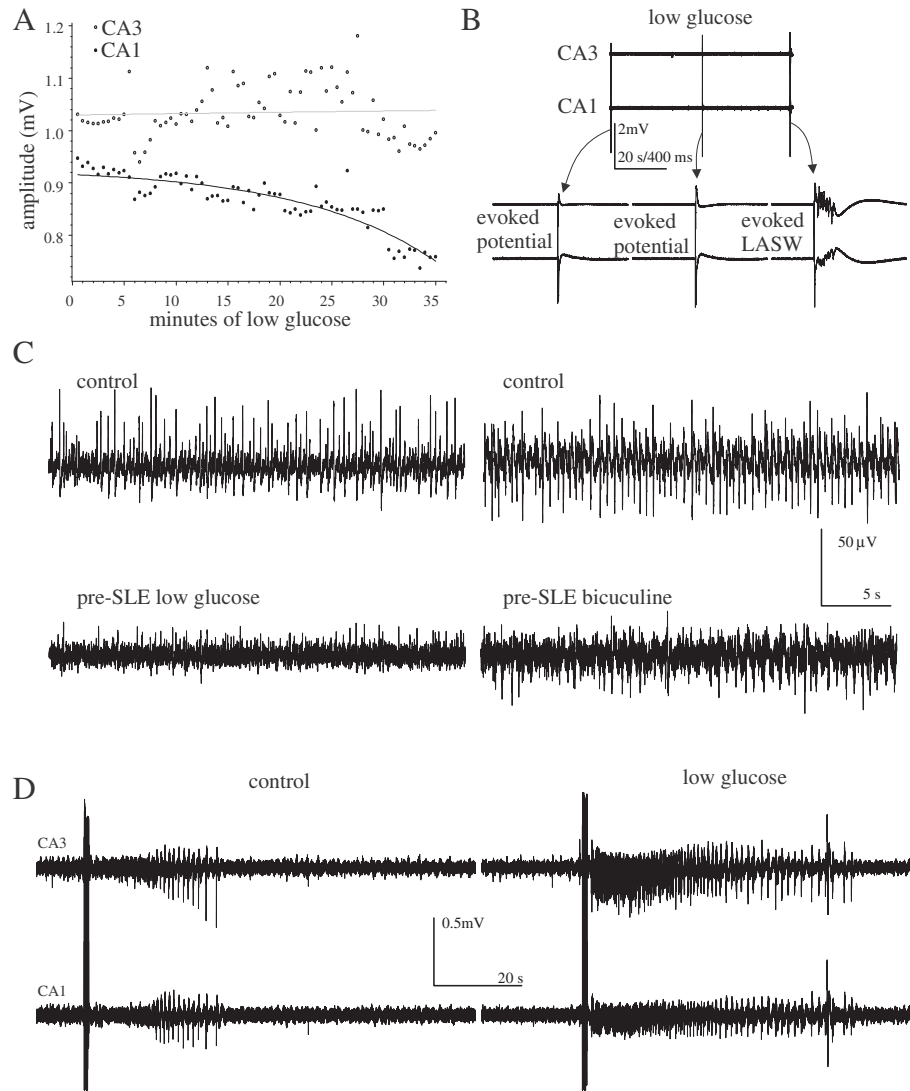 A
CA3
CA1
1.2
1.1
1.0
0.9
0.8
amplitude (mV)
0 5 10 15 20 25 30 35
minutes of low glucose
B
low glucose
CA3
CA1
2mV
20 s/400 ms
evoked potential
evoked potential
evoked LASW
C
control
control
50 µV
5 s
pre-SLE low glucose
pre-SLE bicuculine
D
control
low glucose
CA3
0.5mV
20 s
CA1